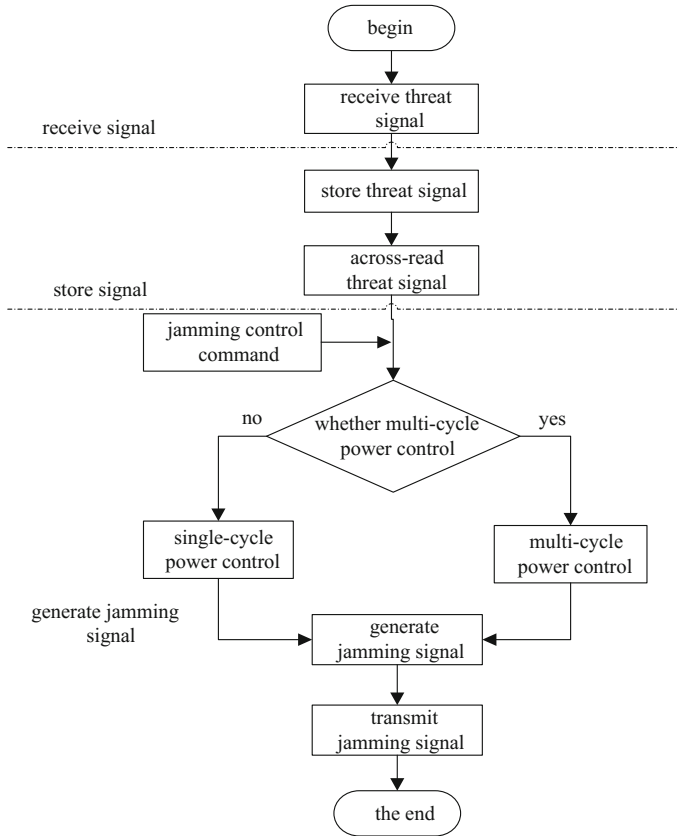 begin
receive threat
signal
receive signal
store threat signal
across-read
threat signal
store signal
jamming control
command
whether multi-cycle
power control
no
yes
single-cycle
power control
multi-cycle
power control
generate jamming
signal
generate
jamming signal
transmit
jamming signal
the end